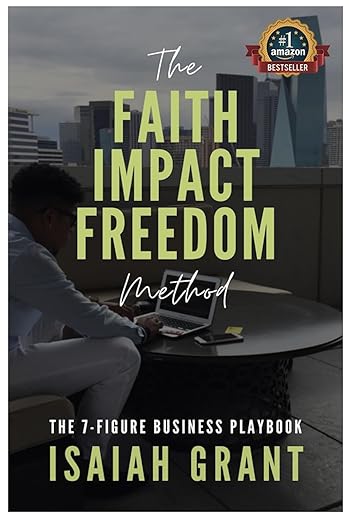 #1
amazon
BESTSELLER
The
FAITH
IMPACT
FREEDOM
Method
THE 7-FIGURE BUSINESS PLAYBOOK
ISAIAH GRANT